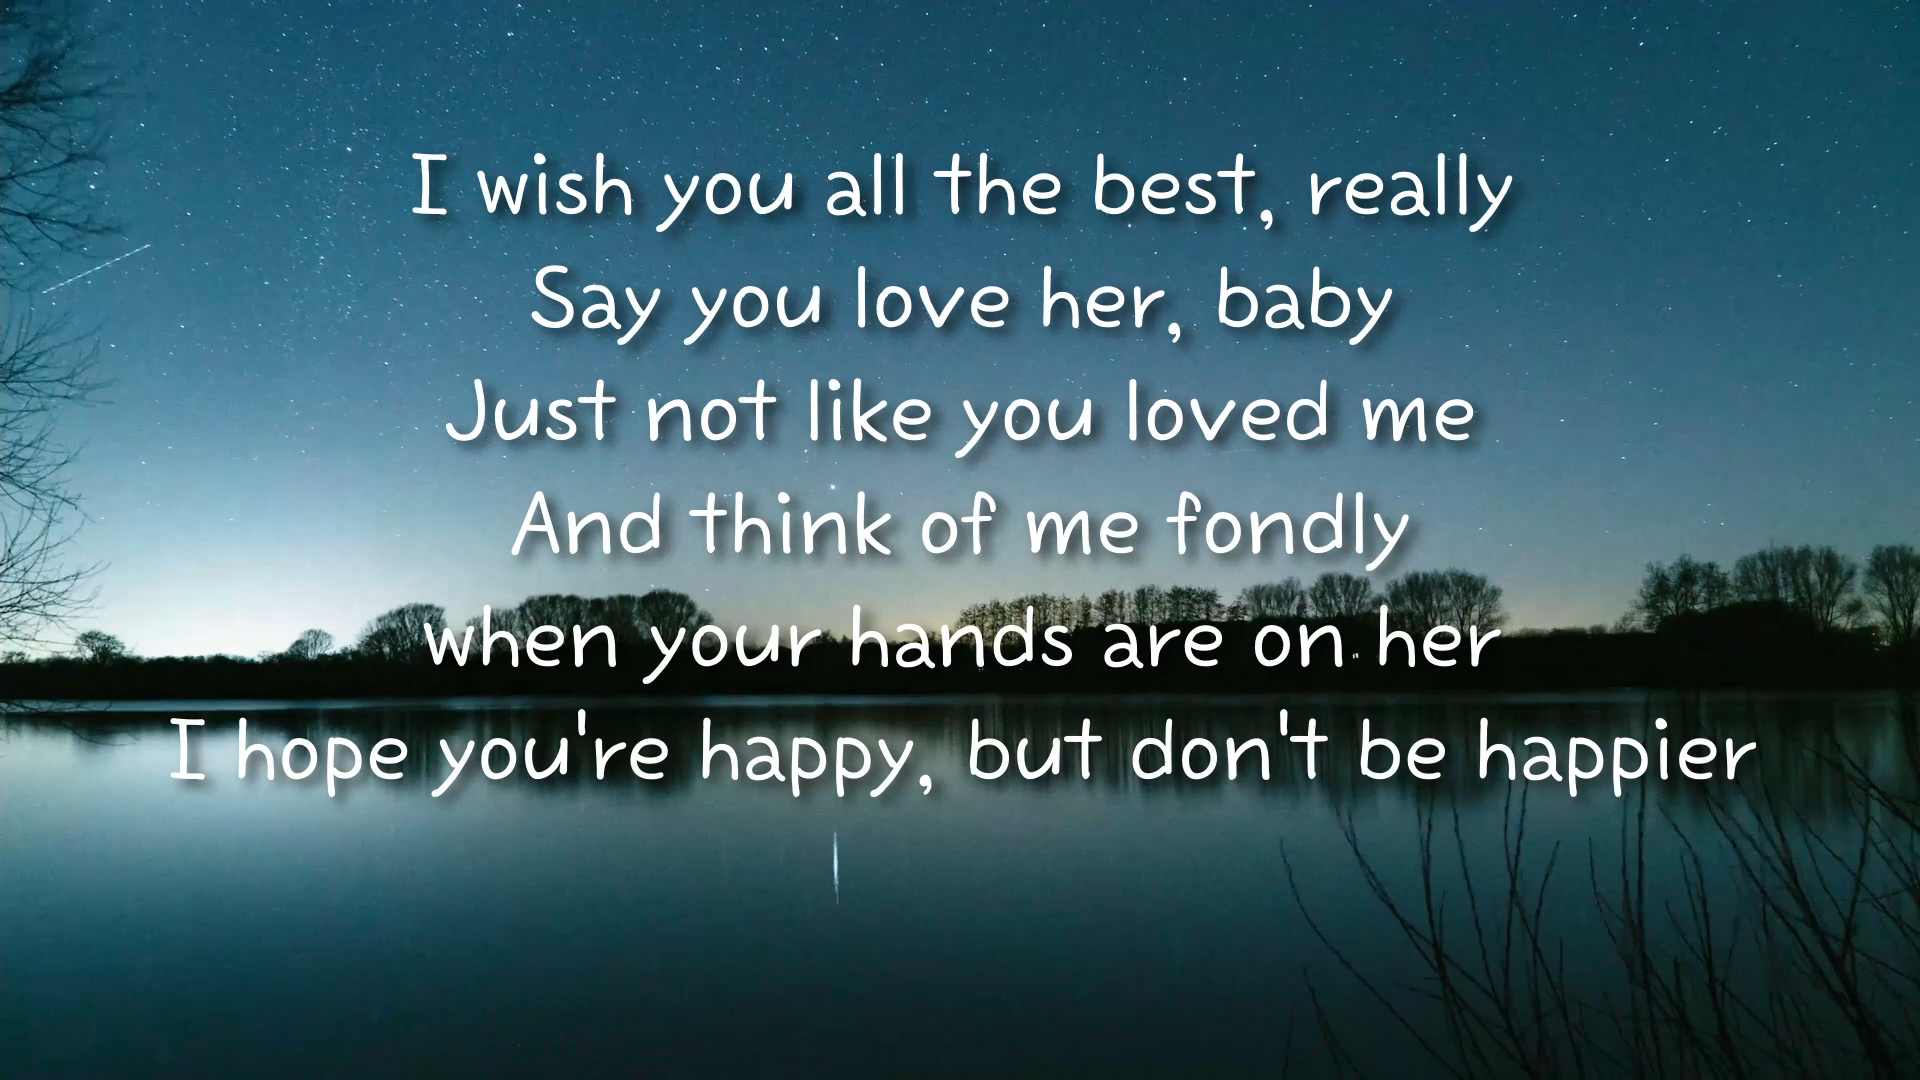 I wish you all the best, really
Say you love her, baby
Just not like you loved me
And think of me fondly
when your hands are on her
I hope you're happy, but don't be happier